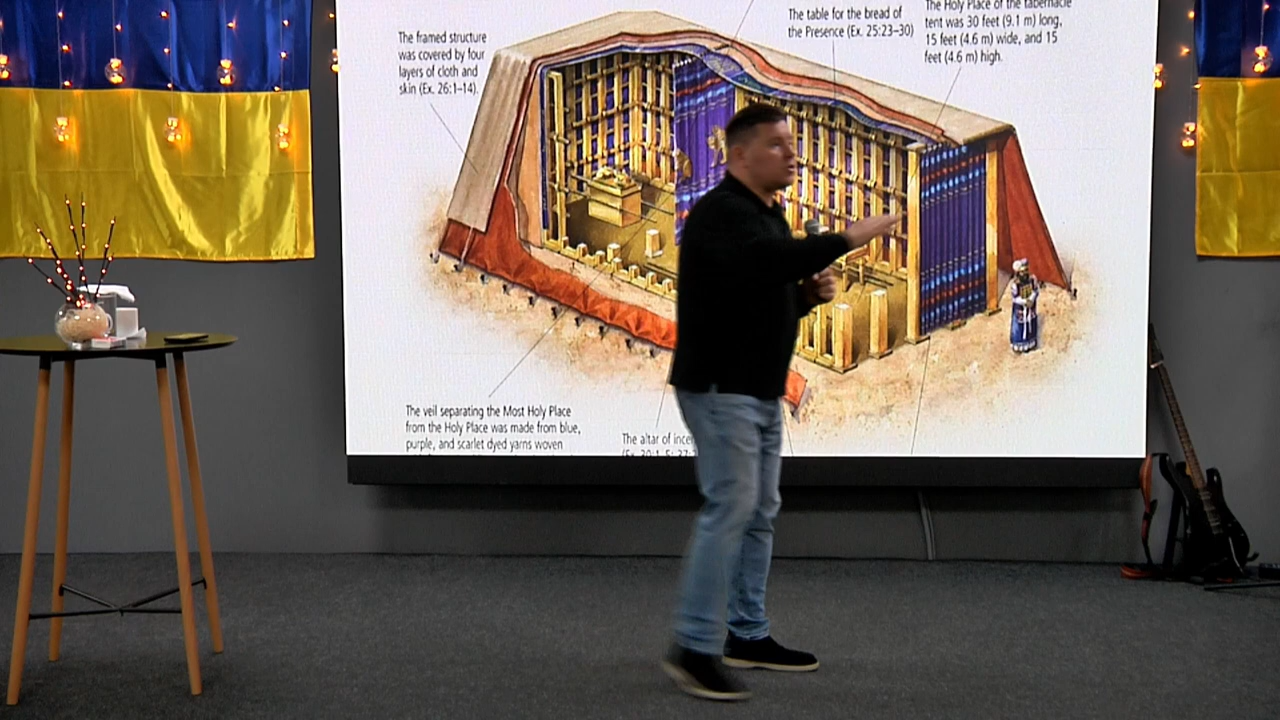 The framed structure
was covered by four
layers of cloth and
skin (Ex. 26:1–14).
The table for the bread of
the Presence (Ex. 25:23–30)
The Holy Place of the tabernacle
tent was 30 feet (9.1 m) long,
15 feet (4.6 m) wide, and 15
feet (4.6 m) high.
The veil separating the Most Holy Place
from the Holy Place was made from blue,
purple, and scarlet dyed yarns woven
The altar of incen
(Ex. 30:1